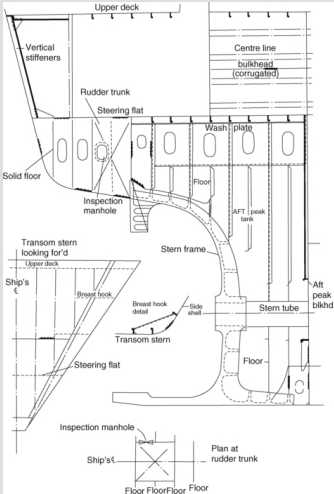 Upper deck
Vertical
stiffeners
Centre line
bulkhead
(corrugated)
Rudder trunk
Steering flat
Wash plate
Solid floor
Floor
Inspection
manhole
AFT peak
tank
Stern frame
Transom stern
looking for'd
Upper deck
Ship's ℄
Breast hook
Breast hook
detail
Side
shell
Stern tube
Aft
peak
blkhd.
Transom stern
Steering flat
Floor
Inspection manhole
Ship's ℄
Plan at
rudder trunk
Floor Floor Floor Floor